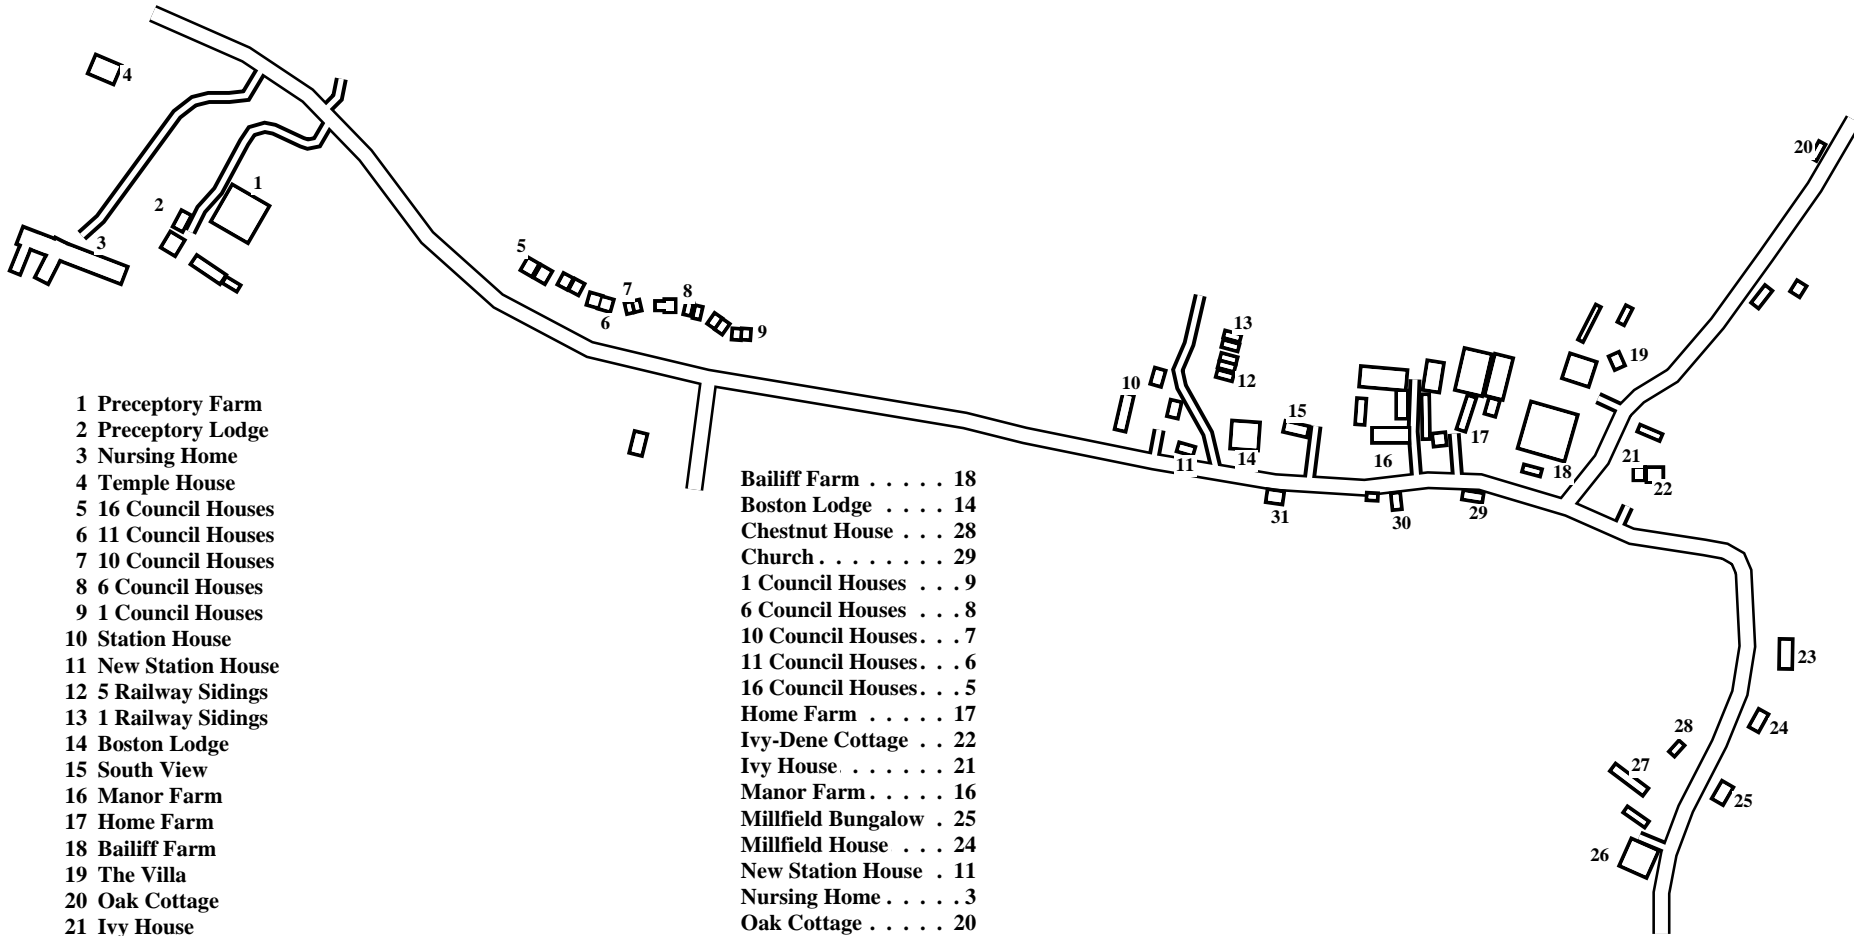 4
1
2
3
5
6
7
8
9
10
11
12
13
14
15
16
17
18
19
20
21
22
23
24
25
26
27
28
29
30
31
1 Preceptory Farm
2 Preceptory Lodge
3 Nursing Home
4 Temple House
5 16 Council Houses
6 11 Council Houses
7 10 Council Houses
8 6 Council Houses
9 1 Council Houses
10 Station House
11 New Station House
12 5 Railway Sidings
13 1 Railway Sidings
14 Boston Lodge
15 South View
16 Manor Farm
17 Home Farm
18 Bailiff Farm
19 The Villa
20 Oak Cottage
21 Ivy House
Bailiff Farm . . . . . 18
Boston Lodge . . . . 14
Chestnut House . . . 28
Church . . . . . . . . 29
1 Council Houses . . . 9
6 Council Houses . . . 8
10 Council Houses . . . 7
11 Council Houses . . . 6
16 Council Houses . . . 5
Home Farm . . . . . 17
Ivy-Dene Cottage . . 22
Ivy House . . . . . . . 21
Manor Farm . . . . . 16
Millfield Bungalow . 25
Millfield House . . . 24
New Station House . 11
Nursing Home . . . . . 3
Oak Cottage . . . . . 20